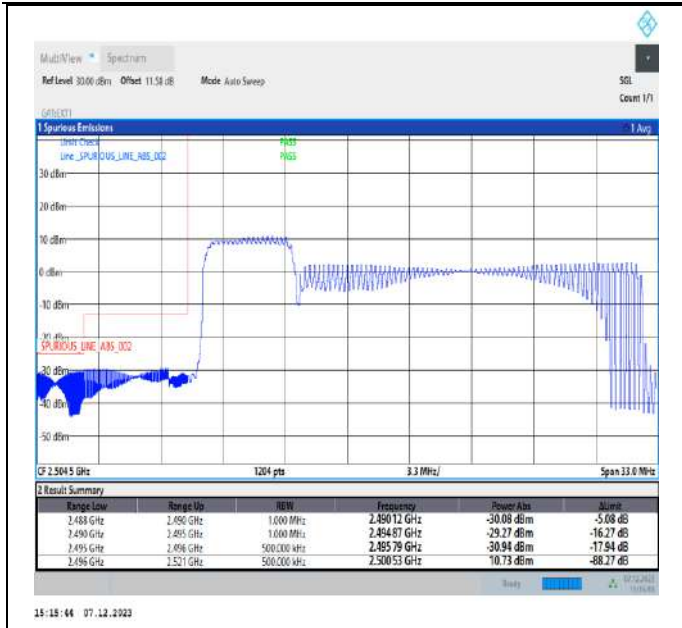 MultiView Spectrum
Ref Level 30.00 dBm Offset 11.58 dB Mode Auto Sweep SGL
Count 1/1
1 Spurious Emissions 1 Avg
Limit Check PASS
Line _SPURIOUS_LINE_ABS_002 PASS
30 dBm
20 dBm
10 dBm
0 dBm
-10 dBm
-20 dBm
_SPURIOUS_LINE_ABS_002
-30 dBm
-40 dBm
-50 dBm
CF 2.5045 GHz 1204 pts 3.3 MHz/ Span 33.0 MHz
2 Result Summary
Range Low Range Up RBW Frequency Power Abs ΔLimit
2.488 GHz 2.490 GHz 1.000 MHz 2.49012 GHz -30.08 dBm -5.08 dB
2.490 GHz 2.495 GHz 1.000 MHz 2.49487 GHz -29.27 dBm -16.27 dB
2.495 GHz 2.496 GHz 500.000 kHz 2.49579 GHz -30.94 dBm -17.94 dB
2.496 GHz 2.521 GHz 500.000 kHz 2.50053 GHz 10.73 dBm -88.27 dB
Ready 07.12.2023
15:15:44 07.12.2023